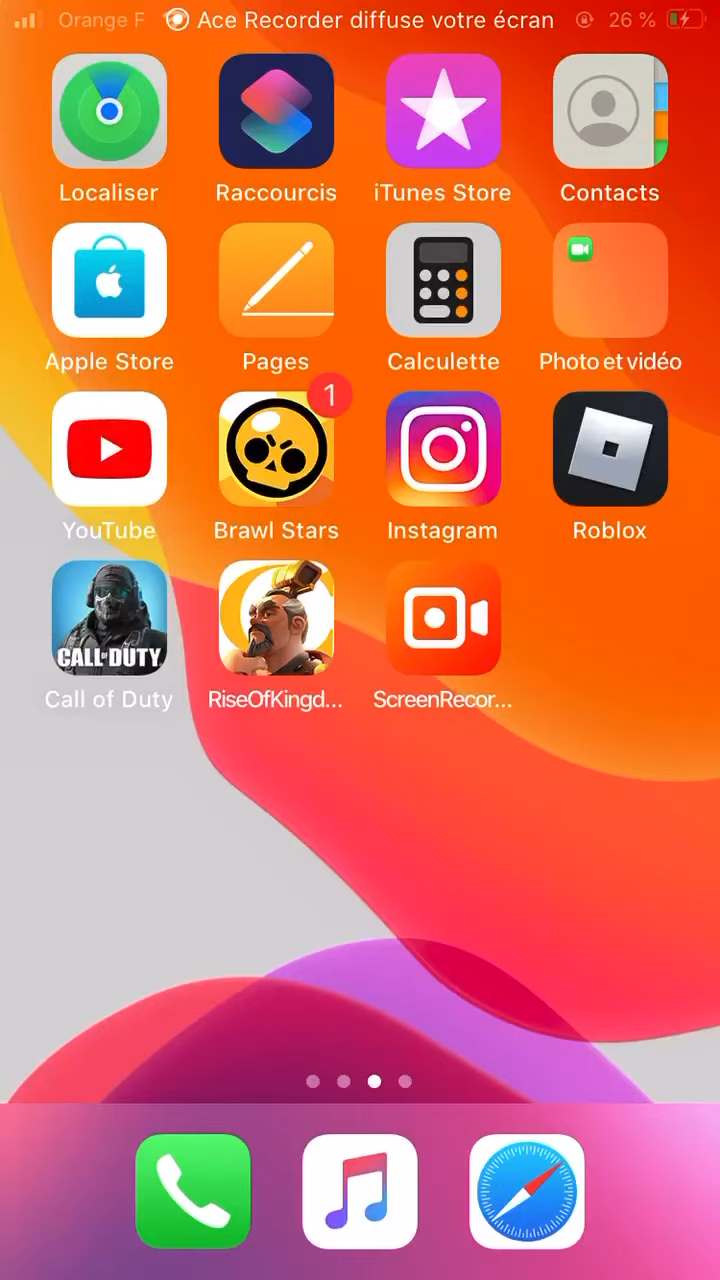 Orange F Ace Recorder diffuse votre écran 26 %
Localiser Raccourcis iTunes Store Contacts
Apple Store Pages Calculette Photo et vidéo
1
YouTube Brawl Stars Instagram Roblox
CALL OF DUTY
Call of Duty RiseOfKingd... ScreenRecor...